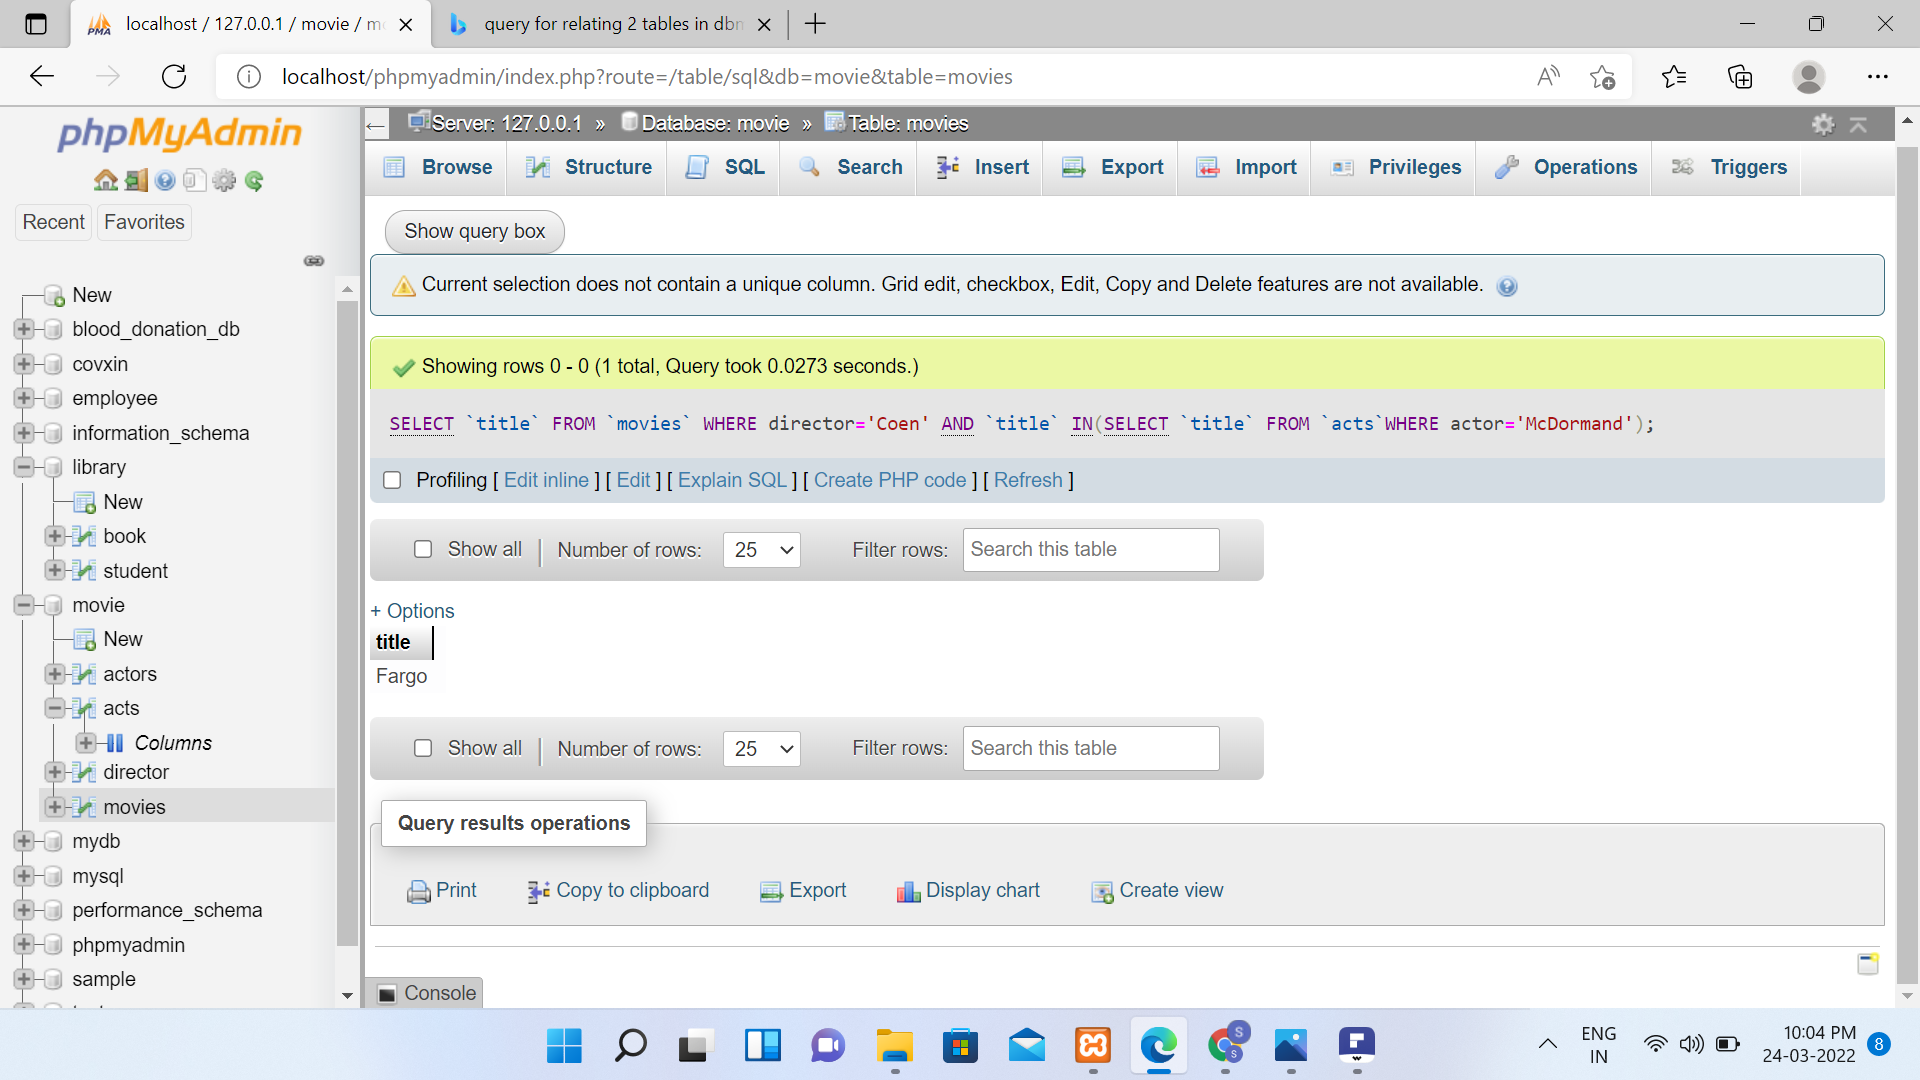 localhost / 127.0.0.1 / movie / m
query for relating 2 tables in dbm
localhost/phpmyadmin/index.php?route=/table/sql&db=movie&table=movies
phpMyAdmin
Recent
Favorites
New
blood_donation_db
covxin
employee
information_schema
library
New
book
student
movie
New
actors
acts
Columns
director
movies
mydb
mysql
performance_schema
phpmyadmin
sample
Server: 127.0.0.1 » Database: movie » Table: movies
Browse Structure SQL Search Insert Export Import Privileges Operations Triggers
Show query box
Current selection does not contain a unique column. Grid edit, checkbox, Edit, Copy and Delete features are not available.
Showing rows 0 - 0 (1 total, Query took 0.0273 seconds.)
SELECT `title` FROM `movies` WHERE director='Coen' AND `title` IN(SELECT `title` FROM `acts`WHERE actor='McDormand');
Profiling [ Edit inline ] [ Edit ] [ Explain SQL ] [ Create PHP code ] [ Refresh ]
Show all | Number of rows: 25 Filter rows: Search this table
+ Options
title
Fargo
Show all | Number of rows: 25 Filter rows: Search this table
Query results operations
Print Copy to clipboard Export Display chart Create view
Console
ENG
IN
10:04 PM
24-03-2022
8